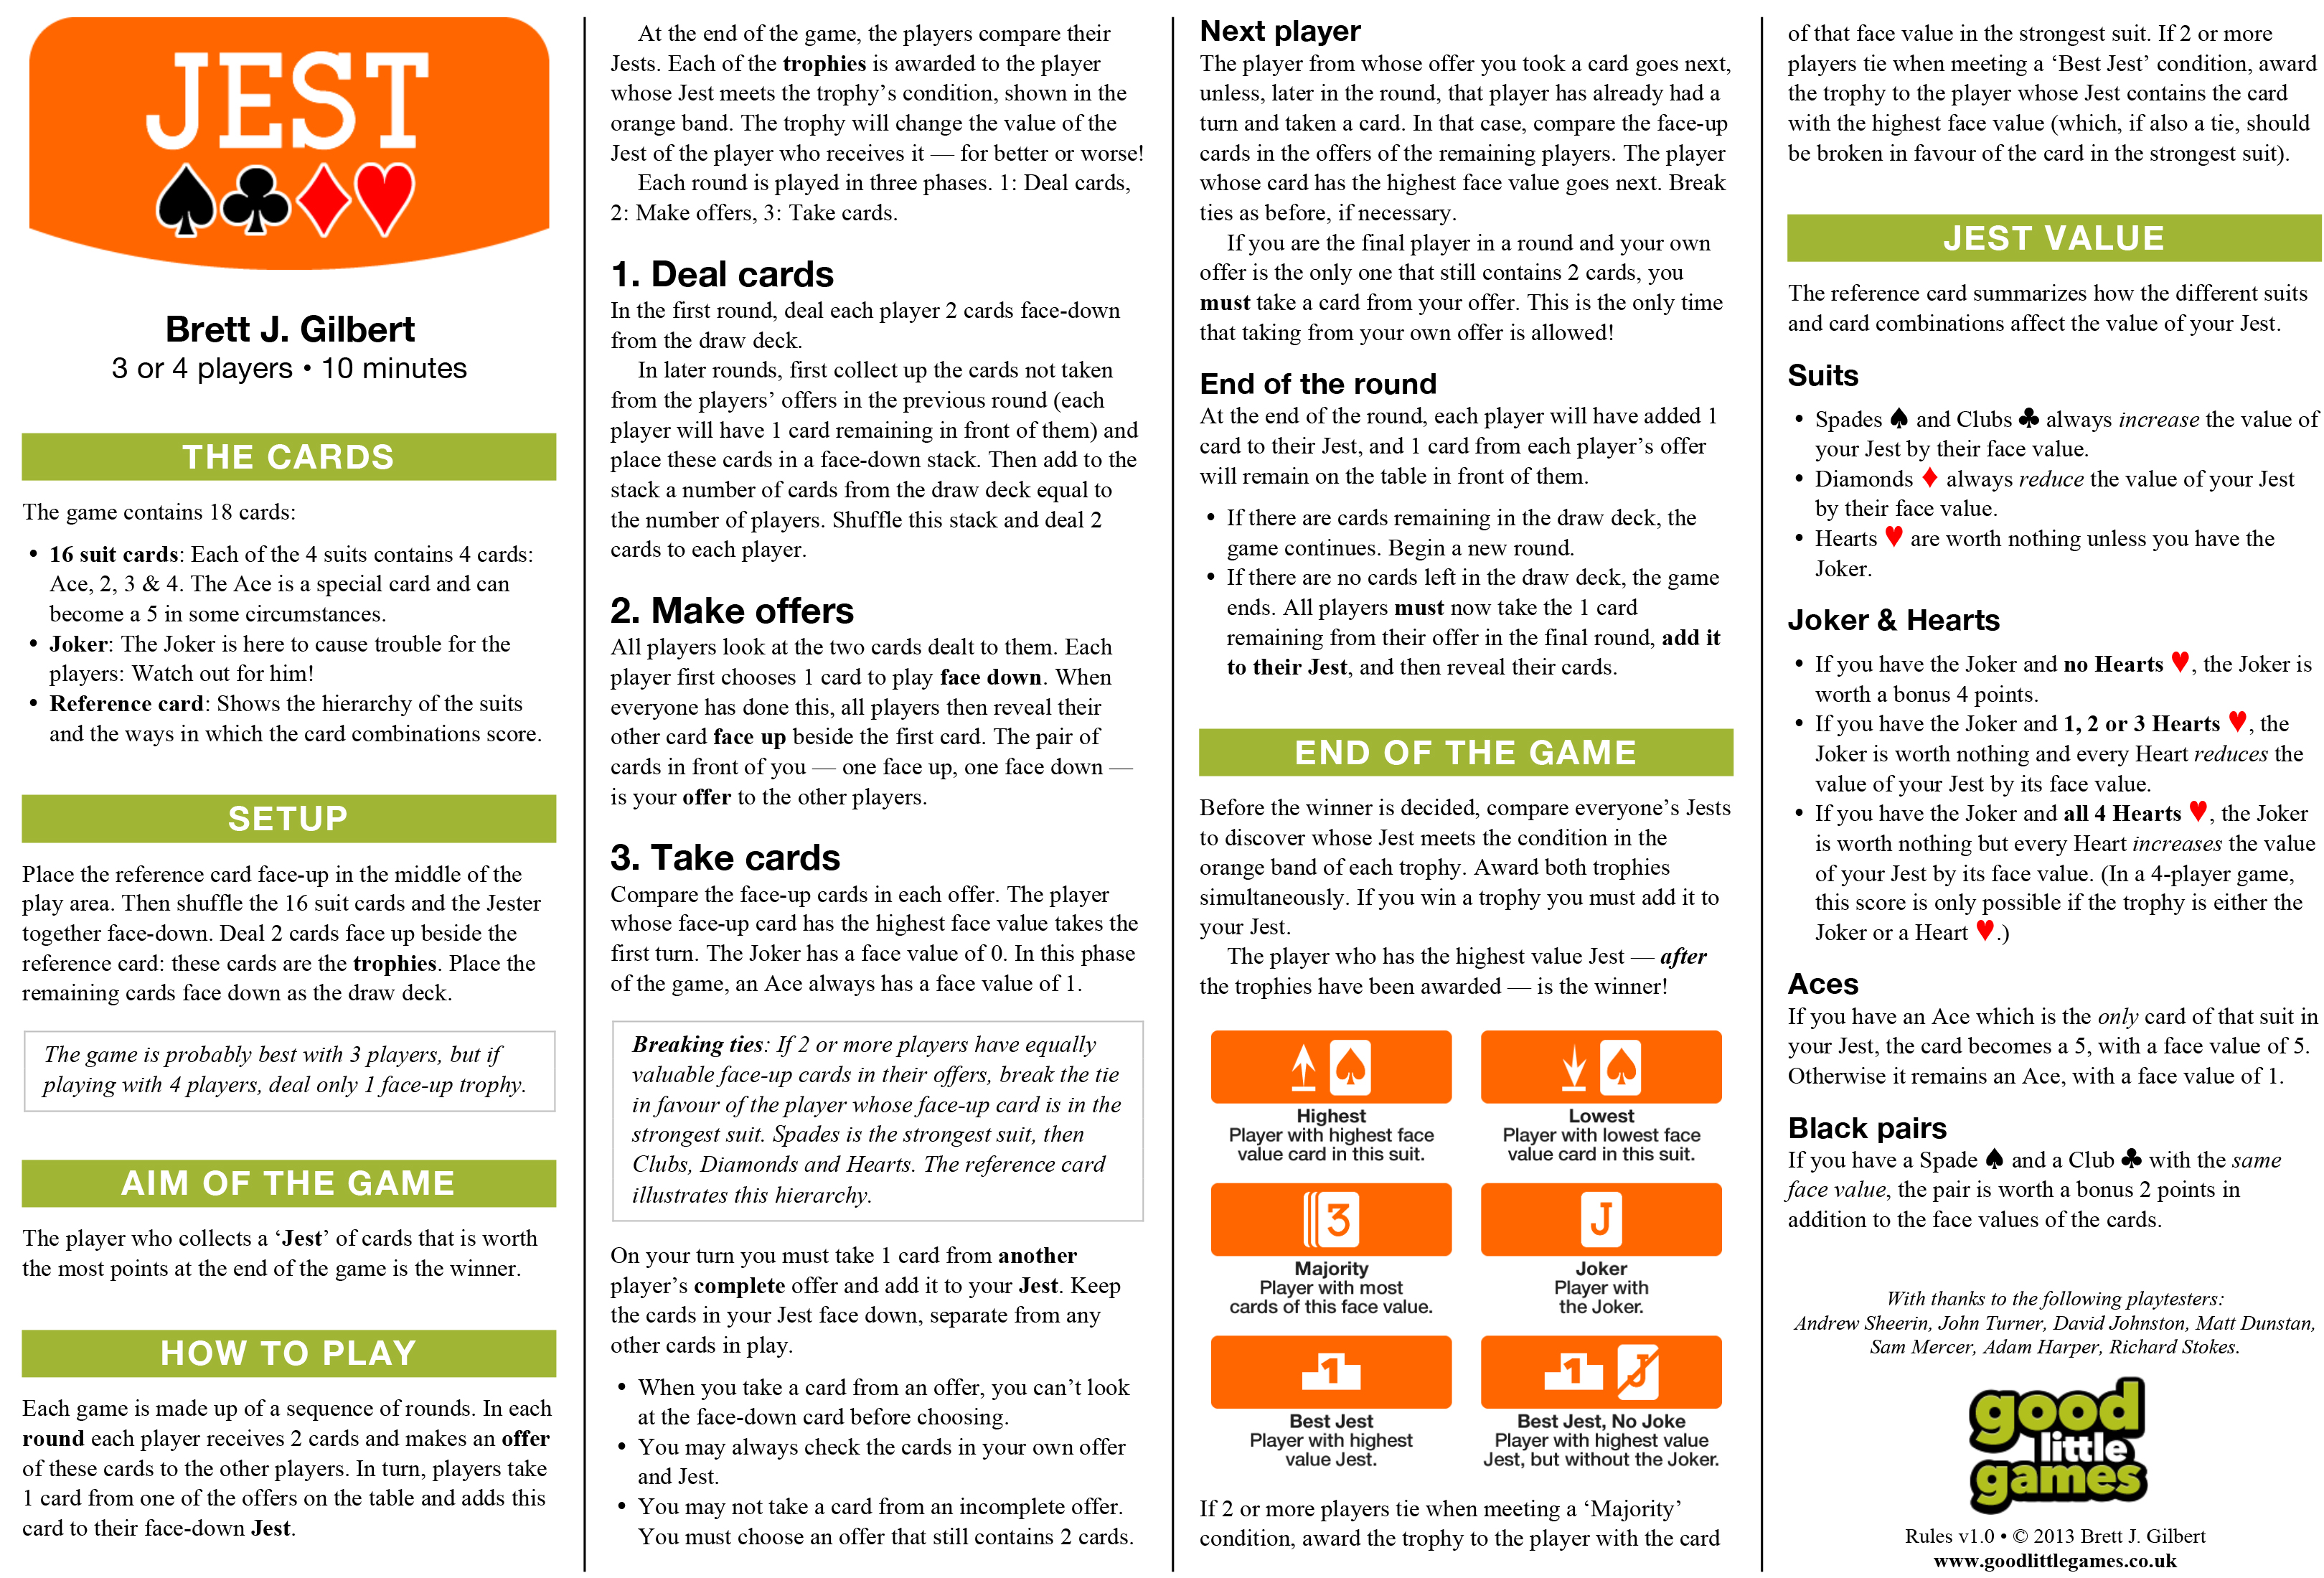 JEST
Brett J. Gilbert
3 or 4 players • 10 minutes
THE CARDS
The game contains 18 cards:
• 16 suit cards: Each of the 4 suits contains 4 cards:
Ace, 2, 3 & 4. The Ace is a special card and can
become a 5 in some circumstances.
• Joker: The Joker is here to cause trouble for the
players: Watch out for him!
• Reference card: Shows the hierarchy of the suits
and the ways in which the card combinations score.
SETUP
Place the reference card face-up in the middle of the
play area. Then shuffle the 16 suit cards and the Jester
together face-down. Deal 2 cards face up beside the
reference card: these cards are the trophies. Place the
remaining cards face down as the draw deck.
The game is probably best with 3 players, but if
playing with 4 players, deal only 1 face-up trophy.
AIM OF THE GAME
The player who collects a ‘Jest’ of cards that is worth
the most points at the end of the game is the winner.
HOW TO PLAY
Each game is made up of a sequence of rounds. In each
round each player receives 2 cards and makes an offer
of these cards to the other players. In turn, players take
1 card from one of the offers on the table and adds this
card to their face-down Jest.
At the end of the game, the players compare their
Jests. Each of the trophies is awarded to the player
whose Jest meets the trophy’s condition, shown in the
orange band. The trophy will change the value of the
Jest of the player who receives it — for better or worse!
Each round is played in three phases. 1: Deal cards,
2: Make offers, 3: Take cards.
1. Deal cards
In the first round, deal each player 2 cards face-down
from the draw deck.
In later rounds, first collect up the cards not taken
from the players’ offers in the previous round (each
player will have 1 card remaining in front of them) and
place these cards in a face-down stack. Then add to the
stack a number of cards from the draw deck equal to
the number of players. Shuffle this stack and deal 2
cards to each player.
2. Make offers
All players look at the two cards dealt to them. Each
player first chooses 1 card to play face down. When
everyone has done this, all players then reveal their
other card face up beside the first card. The pair of
cards in front of you — one face up, one face down —
is your offer to the other players.
3. Take cards
Compare the face-up cards in each offer. The player
whose face-up card has the highest face value takes the
first turn. The Joker has a face value of 0. In this phase
of the game, an Ace always has a face value of 1.
Breaking ties: If 2 or more players have equally
valuable face-up cards in their offers, break the tie
in favour of the player whose face-up card is in the
strongest suit. Spades is the strongest suit, then
Clubs, Diamonds and Hearts. The reference card
illustrates this hierarchy.
On your turn you must take 1 card from another
player’s complete offer and add it to your Jest. Keep
the cards in your Jest face down, separate from any
other cards in play.
• When you take a card from an offer, you can’t look
at the face-down card before choosing.
• You may always check the cards in your own offer
and Jest.
• You may not take a card from an incomplete offer.
You must choose an offer that still contains 2 cards.
Next player
The player from whose offer you took a card goes next,
unless, later in the round, that player has already had a
turn and taken a card. In that case, compare the face-up
cards in the offers of the remaining players. The player
whose card has the highest face value goes next. Break
ties as before, if necessary.
If you are the final player in a round and your own
offer is the only one that still contains 2 cards, you
must take a card from your offer. This is the only time
that taking from your own offer is allowed!
End of the round
At the end of the round, each player will have added 1
card to their Jest, and 1 card from each player’s offer
will remain on the table in front of them.
• If there are cards remaining in the draw deck, the
game continues. Begin a new round.
• If there are no cards left in the draw deck, the game
ends. All players must now take the 1 card
remaining from their offer in the final round, add it
to their Jest, and then reveal their cards.
END OF THE GAME
Before the winner is decided, compare everyone’s Jests
to discover whose Jest meets the condition in the
orange band of each trophy. Award both trophies
simultaneously. If you win a trophy you must add it to
your Jest.
The player who has the highest value Jest — after
the trophies have been awarded — is the winner!
Highest
Player with highest face
value card in this suit.
Lowest
Player with lowest face
value card in this suit.
3
Majority
Player with most
cards of this face value.
J
Joker
Player with
the Joker.
1
Best Jest
Player with highest
value Jest.
1 J
Best Jest, No Joke
Player with highest value
Jest, but without the Joker.
If 2 or more players tie when meeting a ‘Majority’
condition, award the trophy to the player with the card
of that face value in the strongest suit. If 2 or more
players tie when meeting a ‘Best Jest’ condition, award
the trophy to the player whose Jest contains the card
with the highest face value (which, if also a tie, should
be broken in favour of the card in the strongest suit).
JEST VALUE
The reference card summarizes how the different suits
and card combinations affect the value of your Jest.
Suits
• Spades ♠ and Clubs ♣ always increase the value of
your Jest by their face value.
• Diamonds ♦ always reduce the value of your Jest
by their face value.
• Hearts ♥ are worth nothing unless you have the
Joker.
Joker & Hearts
• If you have the Joker and no Hearts ♥, the Joker is
worth a bonus 4 points.
• If you have the Joker and 1, 2 or 3 Hearts ♥, the
Joker is worth nothing and every Heart reduces the
value of your Jest by its face value.
• If you have the Joker and all 4 Hearts ♥, the Joker
is worth nothing but every Heart increases the value
of your Jest by its face value. (In a 4-player game,
this score is only possible if the trophy is either the
Joker or a Heart ♥.)
Aces
If you have an Ace which is the only card of that suit in
your Jest, the card becomes a 5, with a face value of 5.
Otherwise it remains an Ace, with a face value of 1.
Black pairs
If you have a Spade ♠ and a Club ♣ with the same
face value, the pair is worth a bonus 2 points in
addition to the face values of the cards.
With thanks to the following playtesters:
Andrew Sheerin, John Turner, David Johnston, Matt Dunstan,
Sam Mercer, Adam Harper, Richard Stokes.
good
little
games
Rules v1.0 • © 2013 Brett J. Gilbert
www.goodlittlegames.co.uk